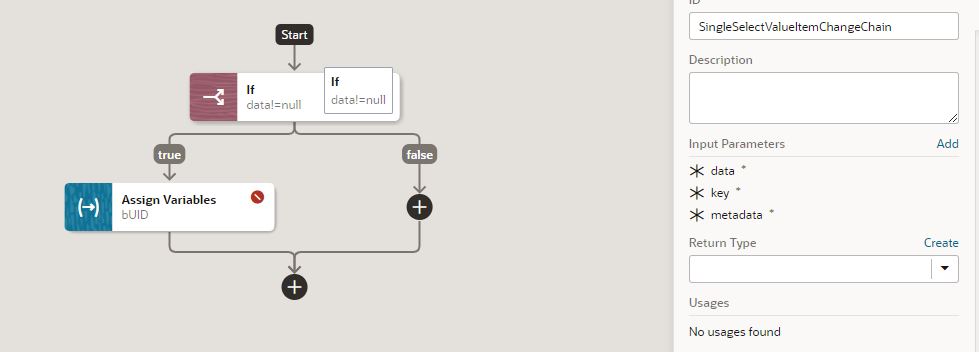 Start
If
data!=null
If
data!=null
true
false
Assign Variables
bUID
ID
SingleSelectValueItemChangeChain
Description
Input Parameters
Add
data *
key *
metadata *
Return Type
Create
Usages
No usages found